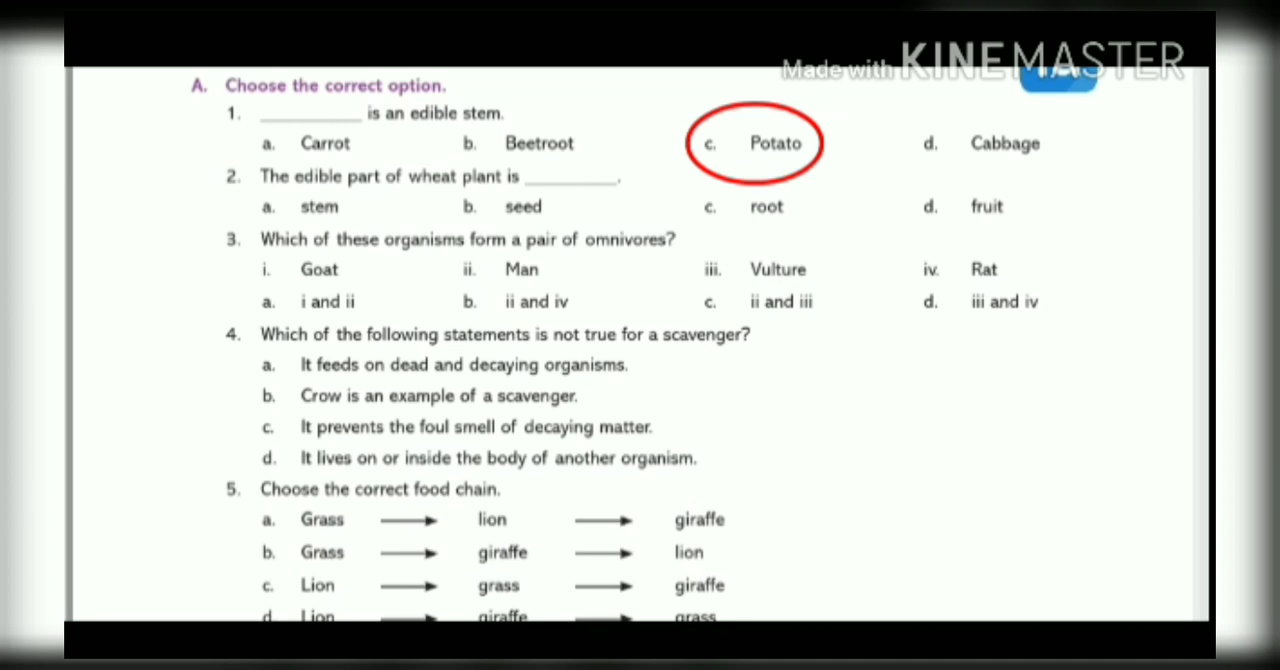 Made with KINEMASTER
A. Choose the correct option.
1. __________ is an edible stem.
a. Carrot b. Beetroot c. Potato d. Cabbage
2. The edible part of wheat plant is __________.
a. stem b. seed c. root d. fruit
3. Which of these organisms form a pair of omnivores?
i. Goat ii. Man iii. Vulture iv. Rat
a. i and ii b. ii and iv c. ii and iii d. iii and iv
4. Which of the following statements is not true for a scavenger?
a. It feeds on dead and decaying organisms.
b. Crow is an example of a scavenger.
c. It prevents the foul smell of decaying matter.
d. It lives on or inside the body of another organism.
5. Choose the correct food chain.
a. Grass → lion → giraffe
b. Grass → giraffe → lion
c. Lion → grass → giraffe
d. Lion → giraffe → grass